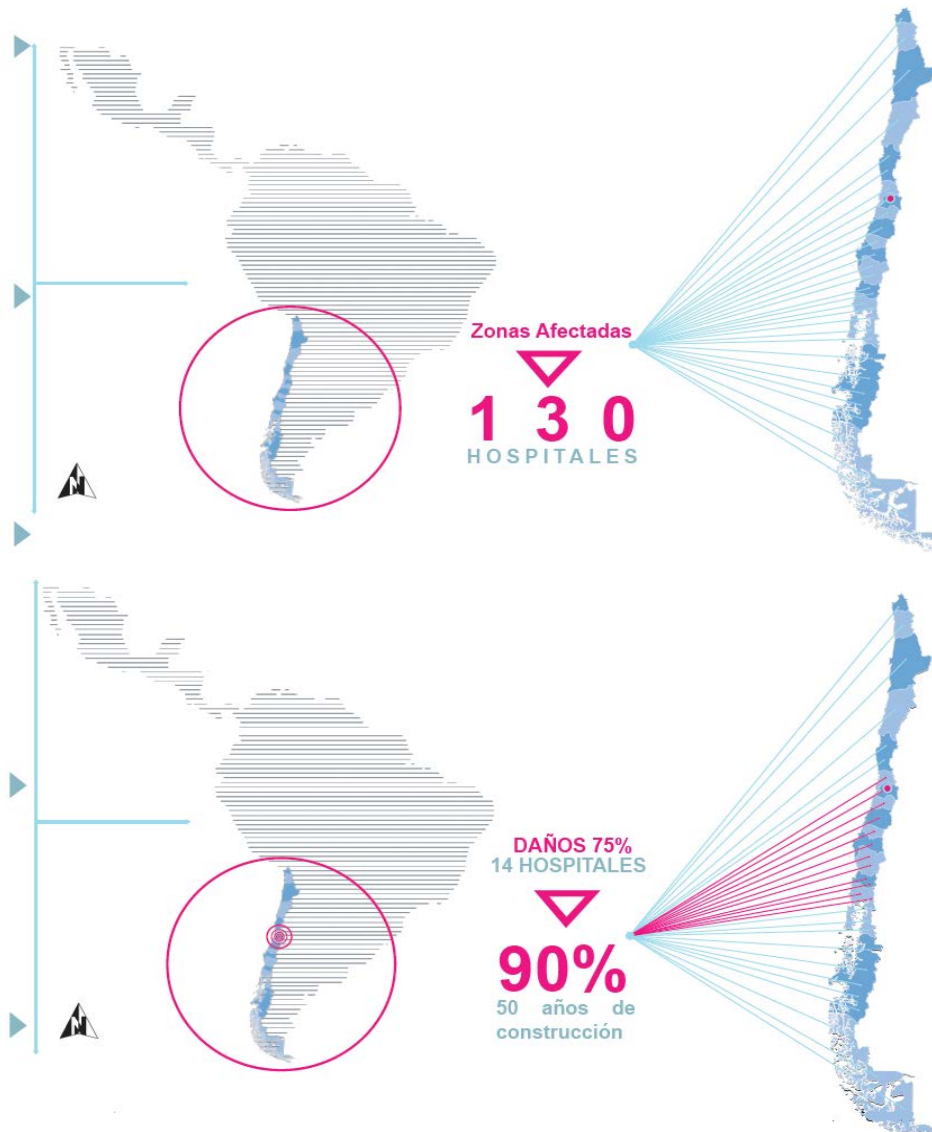 Zonas Afectadas
1 3 0
HOSPITALES
N
DAÑOS 75%
14 HOSPITALES
90%
50 años de
construcción
N